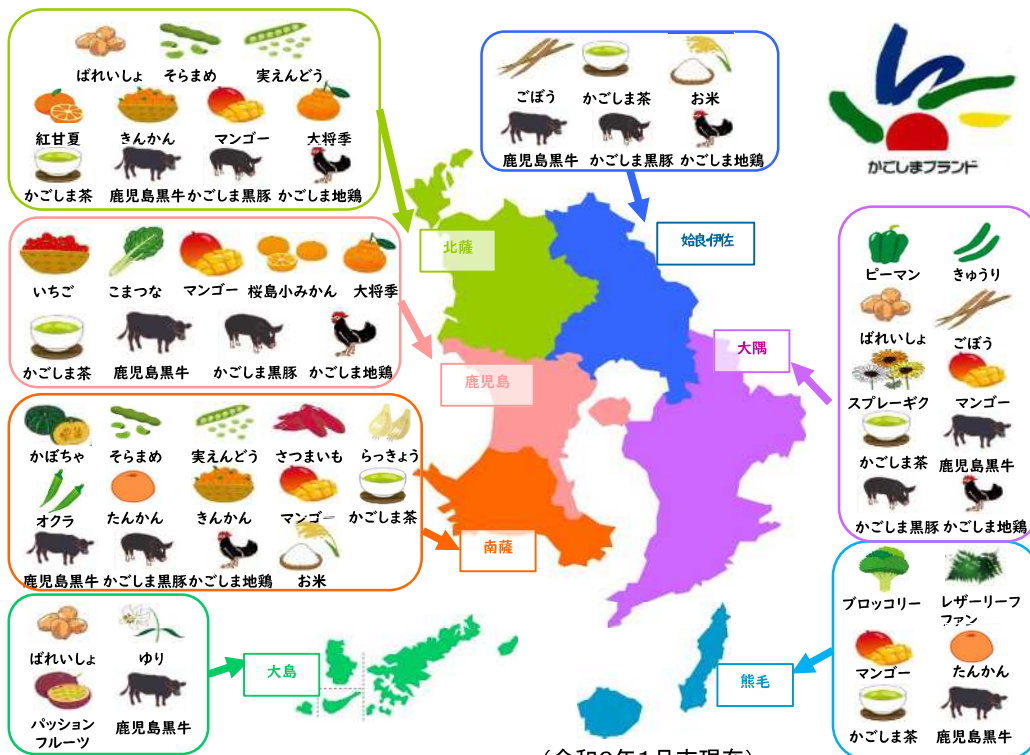 ばれいしょ そらまめ 実えんどう
紅甘夏 きんかん マンゴー 大将季
かごしま茶 鹿児島黒牛 かごしま黒豚 かごしま地鶏
ごぼう かごしま茶 お米
鹿児島黒牛 かごしま黒豚 かごしま地鶏
かごしまブランド
北薩
姶良・伊佐
いちご こまつな マンゴー 桜島小みかん 大将季
かごしま茶 鹿児島黒牛 かごしま黒豚 かごしま地鶏
鹿児島
大隅
ピーマン きゅうり
ばれいしょ ごぼう
スプレーギク マンゴー
かごしま茶 鹿児島黒牛
かごしま黒豚 かごしま地鶏
かぼちゃ そらまめ 実えんどう さつまいも らっきょう
オクラ たんかん きんかん マンゴー かごしま茶
鹿児島黒牛 かごしま黒豚 かごしま地鶏 お米
南薩
ばれいしょ ゆり
パッション
フルーツ
鹿児島黒牛
大島
熊毛
ブロッコリー レザーリーフ
ファン
マンゴー たんかん
かごしま茶 鹿児島黒牛